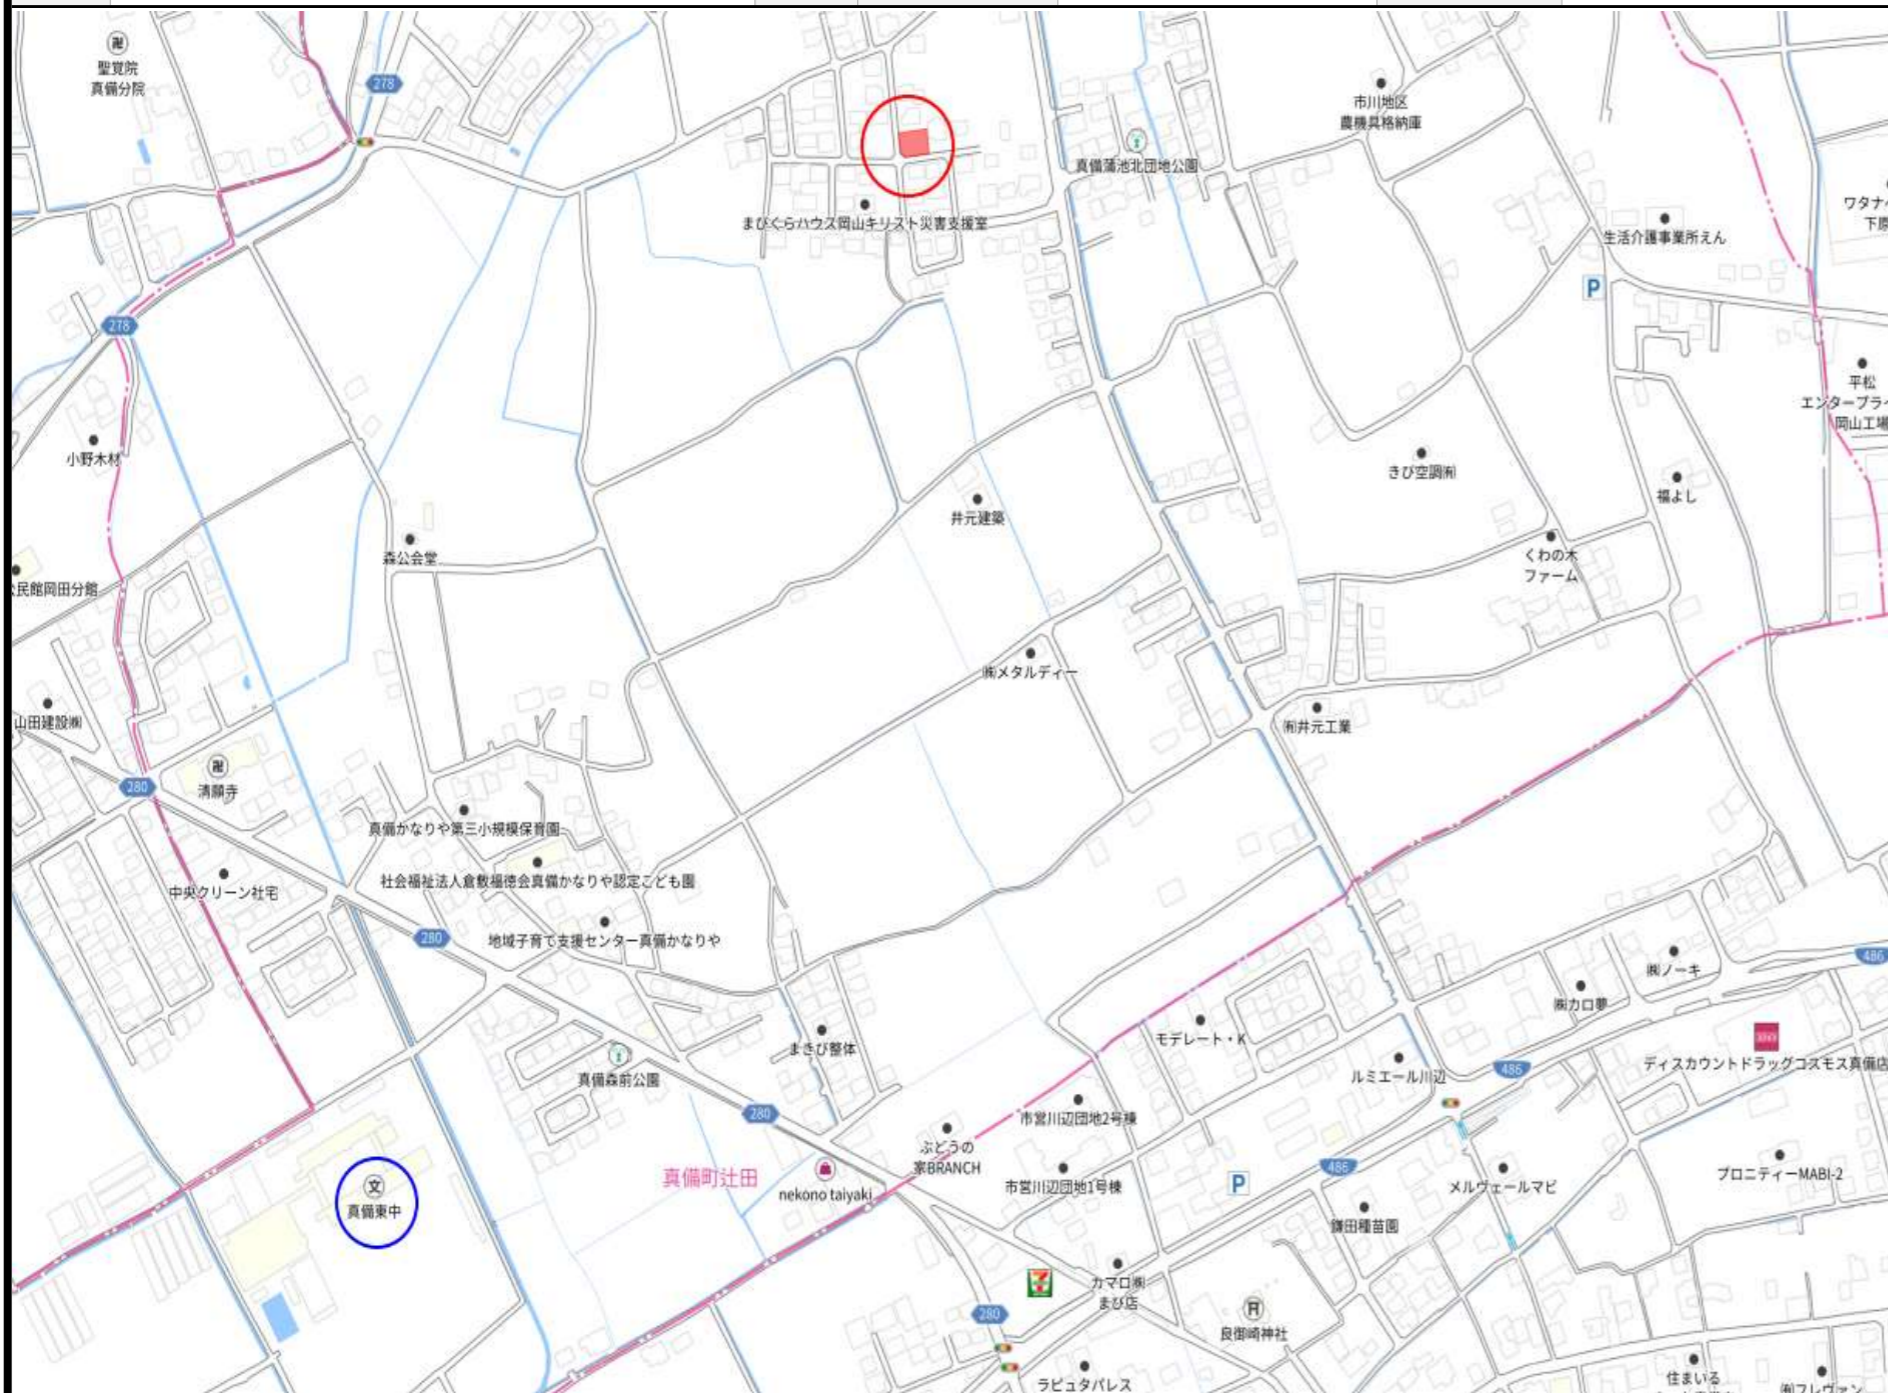 聖覚院
真備分院
278
市川地区
農機具格納庫
真備蒲池北団地公園
まびくらハウス岡山キリスト災害支援室
ワタナベ
下原
生活介護事業所えん
P
278
平松
エンタープライ
岡山工場
小野木材
きび空調㈲
福よし
井元建築
森公会堂
くわの木
ファーム
公民館岡田分館
㈱メタルディー
山田建設㈱
㈲井元工業
280
清願寺
真備かなりや第三小規模保育園
社会福祉法人倉敷福徳会真備かなりや認定こども園
中央クリーン社宅
280
地域子育て支援センター真備かなりや
486
㈱ノーキ
㈱カロ夢
まきび整体
モデレート・K
真備森前公園
ルミエール川辺
486
ディスカウントドラッグコスモス真備店
280
市営川辺団地2号棟
ぶどうの
家BRANCH
真備町辻田
nekono taiyaki
市営川辺団地1号棟
P
486
メルヴェールマビ
プロニティーMABI-2
文
真備東中
鎌田種苗園
カマロ㈱
まび店
280
良御崎神社
ラピュタパレス
住まいる